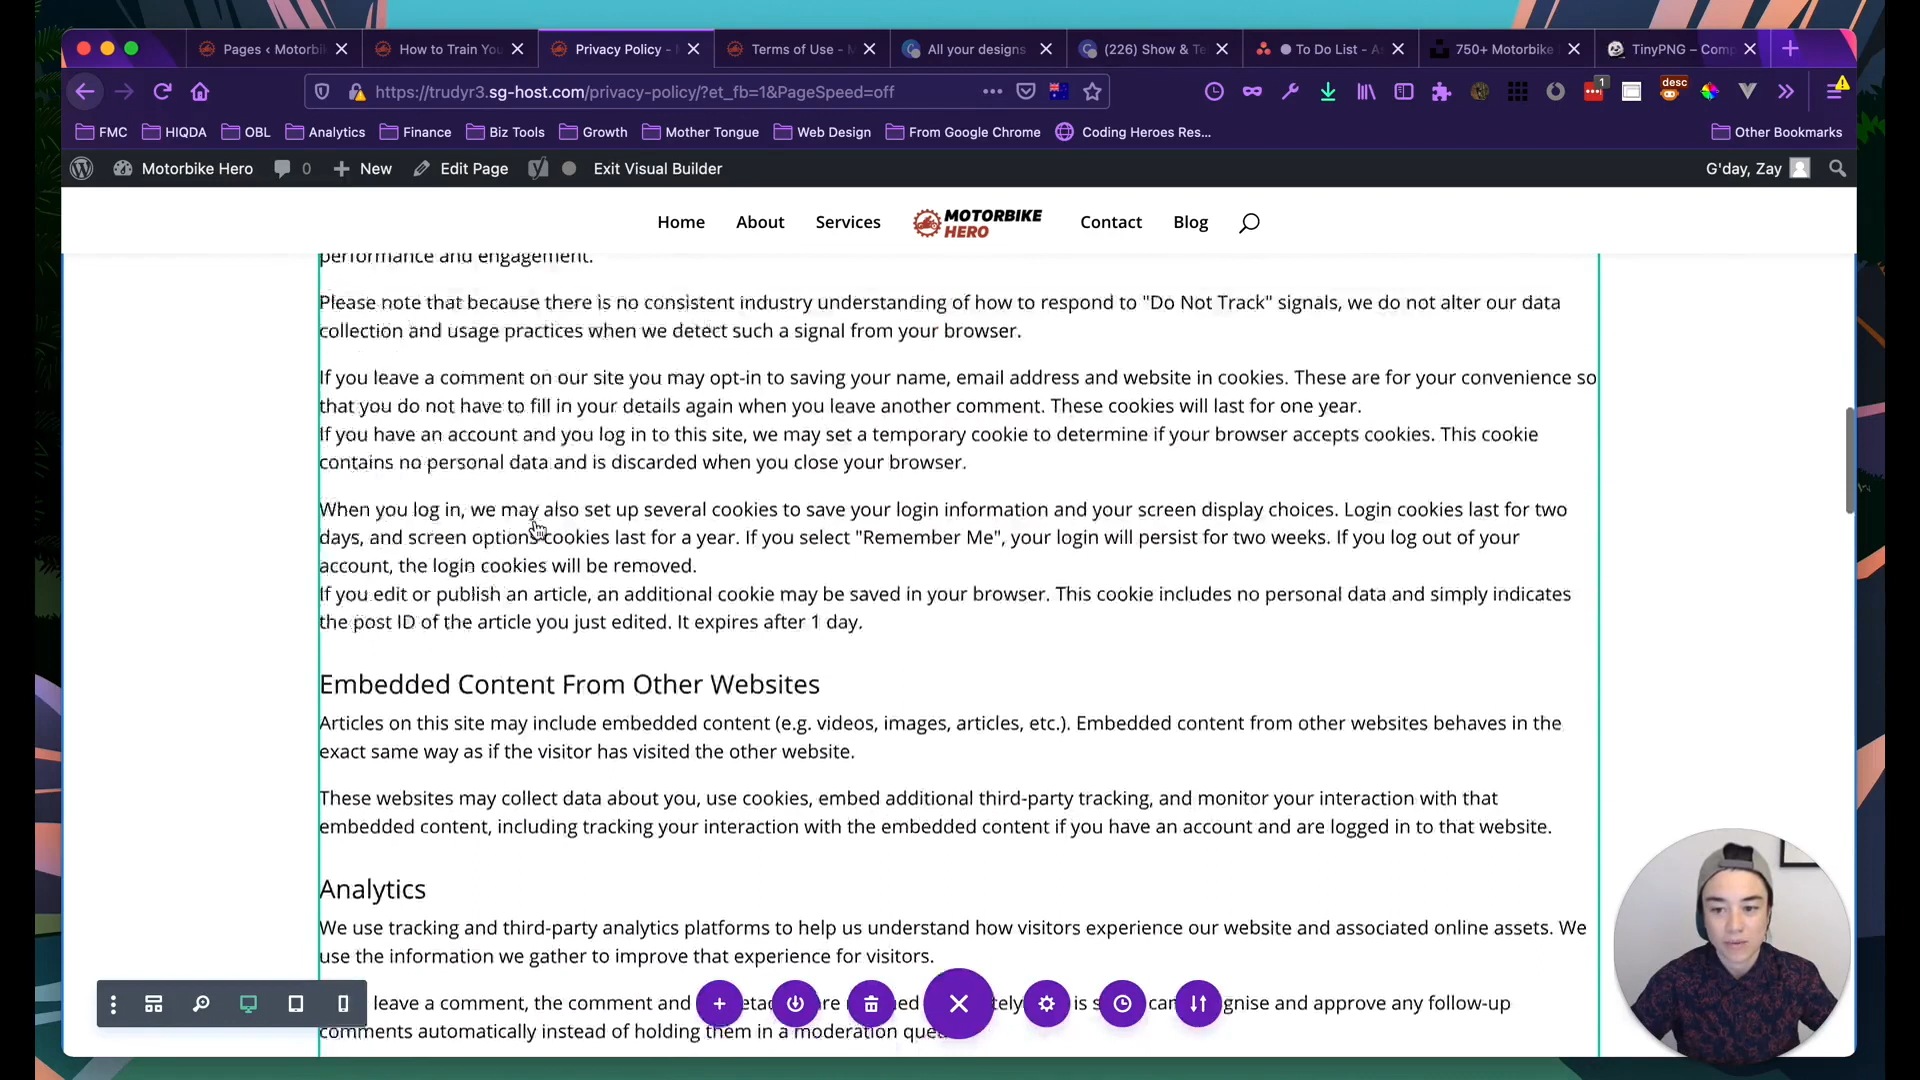 Pages ‹ Motorbi
How to Train You
Privacy Policy -
Terms of Use -
All your designs
(226) Show & Te
To Do List -
750+ Motorbike
TinyPNG – Comp
https://trudyr3.sg-host.com/privacy-policy/?et_fb=1&PageSpeed=off
1
desc
FMC
HIQDA
OBL
Analytics
Finance
Biz Tools
Growth
Mother Tongue
Web Design
From Google Chrome
Coding Heroes Res...
Other Bookmarks
Motorbike Hero
0
New
Edit Page
Exit Visual Builder
G'day, Zay
Home
About
Services
MOTORBIKE
HERO
Contact
Blog
performance and engagement.
Please note that because there is no consistent industry understanding of how to respond to "Do Not Track" signals, we do not alter our data
collection and usage practices when we detect such a signal from your browser.
If you leave a comment on our site you may opt-in to saving your name, email address and website in cookies. These are for your convenience so
that you do not have to fill in your details again when you leave another comment. These cookies will last for one year.
If you have an account and you log in to this site, we may set a temporary cookie to determine if your browser accepts cookies. This cookie
contains no personal data and is discarded when you close your browser.
When you log in, we may also set up several cookies to save your login information and your screen display choices. Login cookies last for two
days, and screen options cookies last for a year. If you select "Remember Me", your login will persist for two weeks. If you log out of your
account, the login cookies will be removed.
If you edit or publish an article, an additional cookie may be saved in your browser. This cookie includes no personal data and simply indicates
the post ID of the article you just edited. It expires after 1 day.
Embedded Content From Other Websites
Articles on this site may include embedded content (e.g. videos, images, articles, etc.). Embedded content from other websites behaves in the
exact same way as if the visitor has visited the other website.
These websites may collect data about you, use cookies, embed additional third-party tracking, and monitor your interaction with that
embedded content, including tracking your interaction with the embedded content if you have an account and are logged in to that website.
Analytics
We use tracking and third-party analytics platforms to help us understand how visitors experience our website and associated online assets. We
use the information we gather to improve that experience for visitors.
leave a comment, the comment and approve any follow-up
comments automatically instead of holding them in a moderation